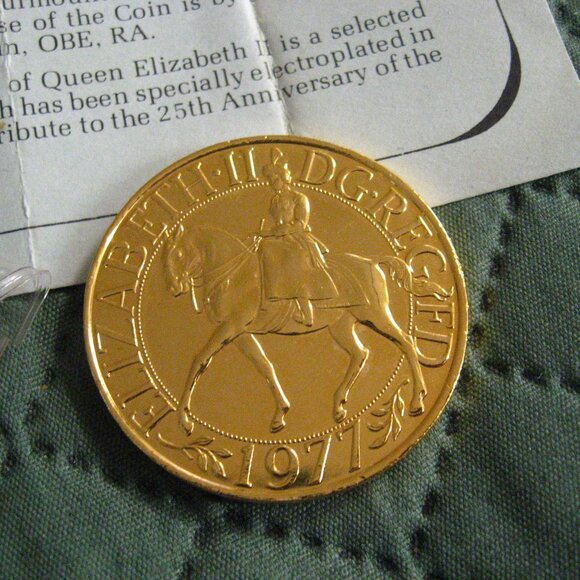 se of the Coin is by
n, OBE, RA.
of Queen Elizabeth II is a selected
h has been specially electroplated in
ribute to the 25th Anniversary of the
ELIZABETH·II DG·REG FD
1977